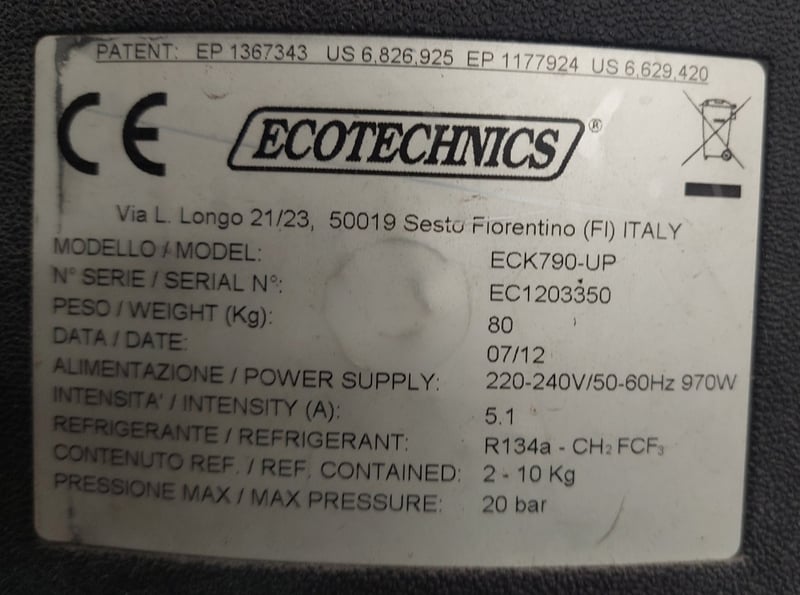 PATENT: EP 1367343 US 6,826,925 EP 1177924 US 6,629,420
CE
ECOTECHNICS®
Via L. Longo 21/23, 50019 Sesto Fiorentino (FI) ITALY
MODELLO / MODEL: ECK790-UP
N° SERIE / SERIAL N°: EC1203350
PESO / WEIGHT (Kg): 80
DATA / DATE: 07/12
ALIMENTAZIONE / POWER SUPPLY: 220-240V/50-60Hz 970W
INTENSITA' / INTENSITY (A): 5.1
REFRIGERANTE / REFRIGERANT: R134a - CH₂FCF₃
CONTENUTO REF. / REF. CONTAINED: 2 - 10 Kg
PRESSIONE MAX / MAX PRESSURE: 20 bar